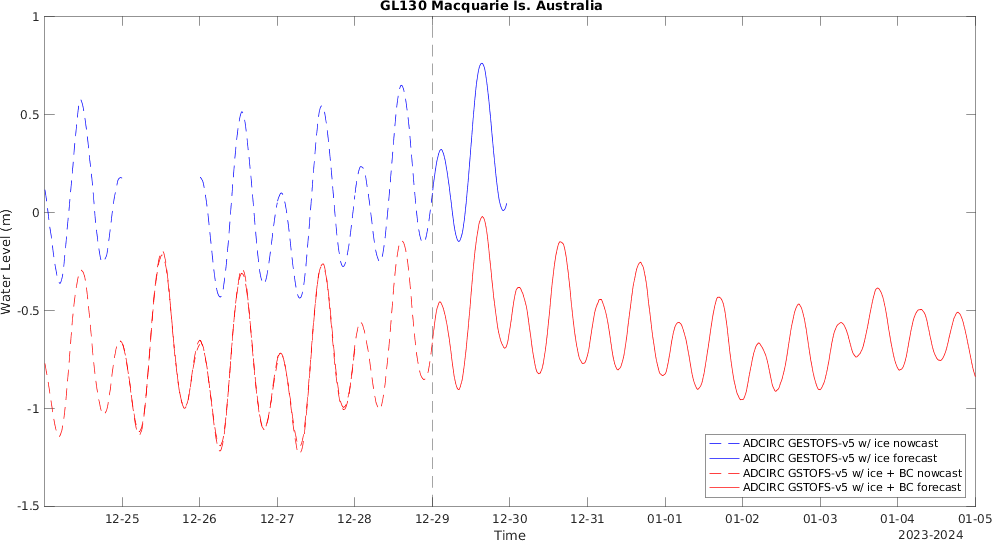 GL130 Macquarie Is. Australia
1
0.5
0
-0.5
-1
-1.5
Water Level (m)
ADCIRC GESTOFS-v5 w/ ice nowcast
ADCIRC GESTOFS-v5 w/ ice forecast
ADCIRC GSTOFS-v5 w/ ice + BC nowcast
ADCIRC GSTOFS-v5 w/ ice + BC forecast
12-25 12-26 12-27 12-28 12-29 12-30 12-31 01-01 01-02 01-03 01-04 01-05
Time
2023-2024